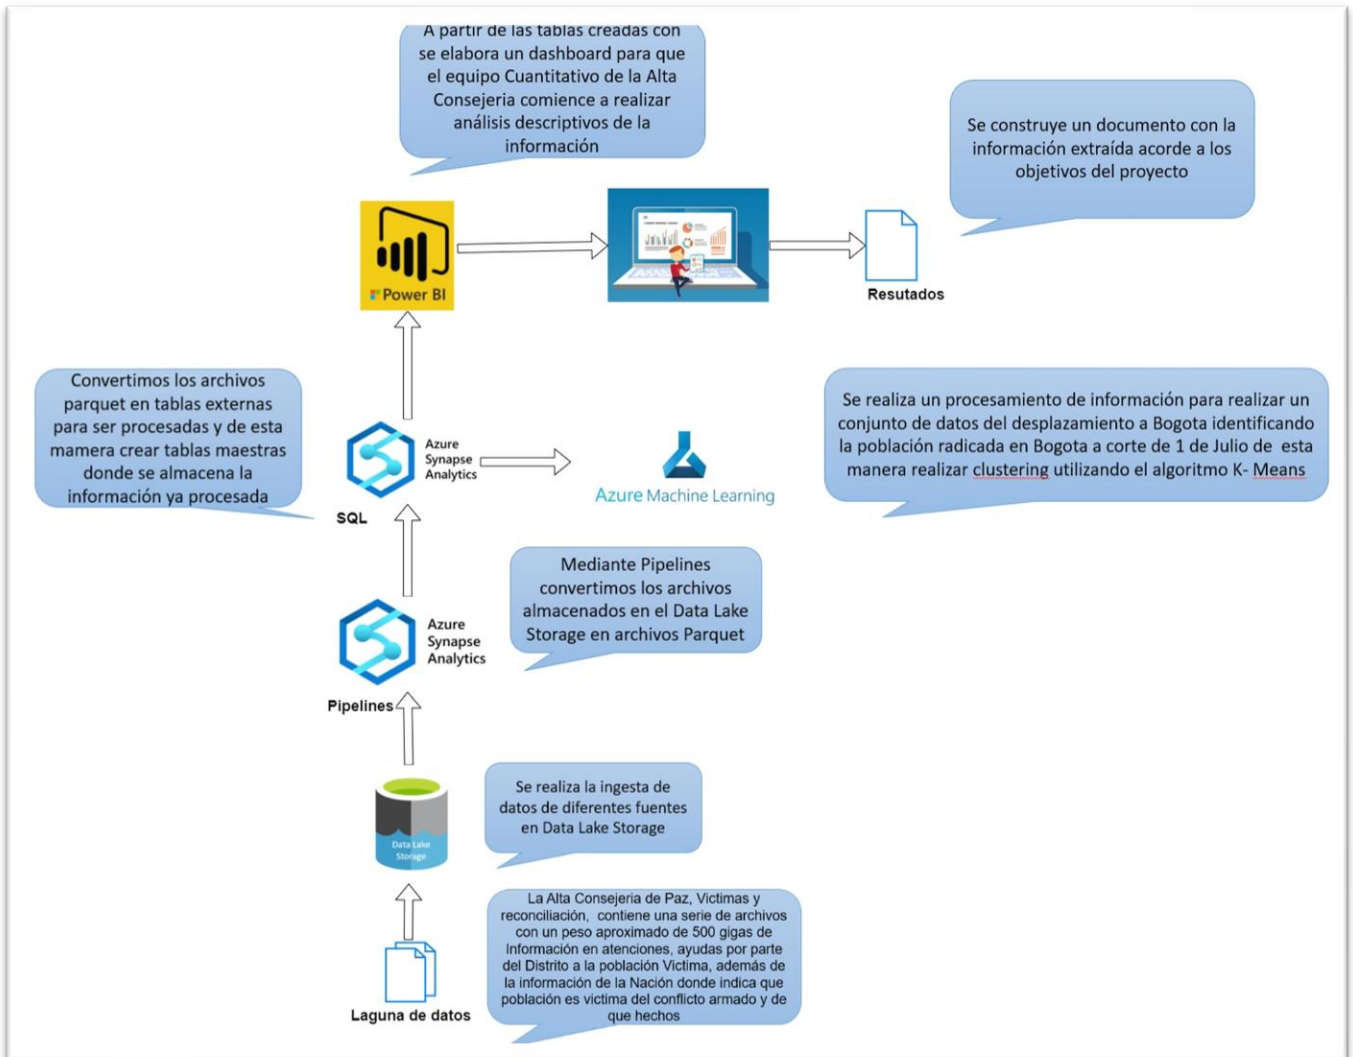 A partir de las tablas creadas con
se elabora un dashboard para que
el equipo Cuantitativo de la Alta
Consejeria comience a realizar
análisis descriptivos de la
información
Se construye un documento con la
información extraída acorde a los
objetivos del proyecto
Power BI
Resutados
Convertimos los archivos
parquet en tablas externas
para ser procesadas y de esta
mamera crear tablas maestras
donde se almacena la
información ya procesada
Azure
Synapse
Analytics
SQL
Azure Machine Learning
Se realiza un procesamiento de información para realizar un
conjunto de datos del desplazamiento a Bogota identificando
la población radicada en Bogota a corte de 1 de Julio de esta
manera realizar clustering utilizando el algoritmo K- Means
Mediante Pipelines
convertimos los archivos
almacenados en el Data Lake
Storage en archivos Parquet
Azure
Synapse
Analytics
Pipelines
Data Lake
Storage
Se realiza la ingesta de
datos de diferentes fuentes
en Data Lake Storage
La Alta Consejeria de Paz, Victimas y
reconciliación, contiene una serie de archivos
con un peso aproximado de 500 gigas de
Información en atenciones, ayudas por parte
del Distrito a la población Victima, además de
la información de la Nación donde indica que
población es victima del conflicto armado y de
que hechos
Laguna de datos